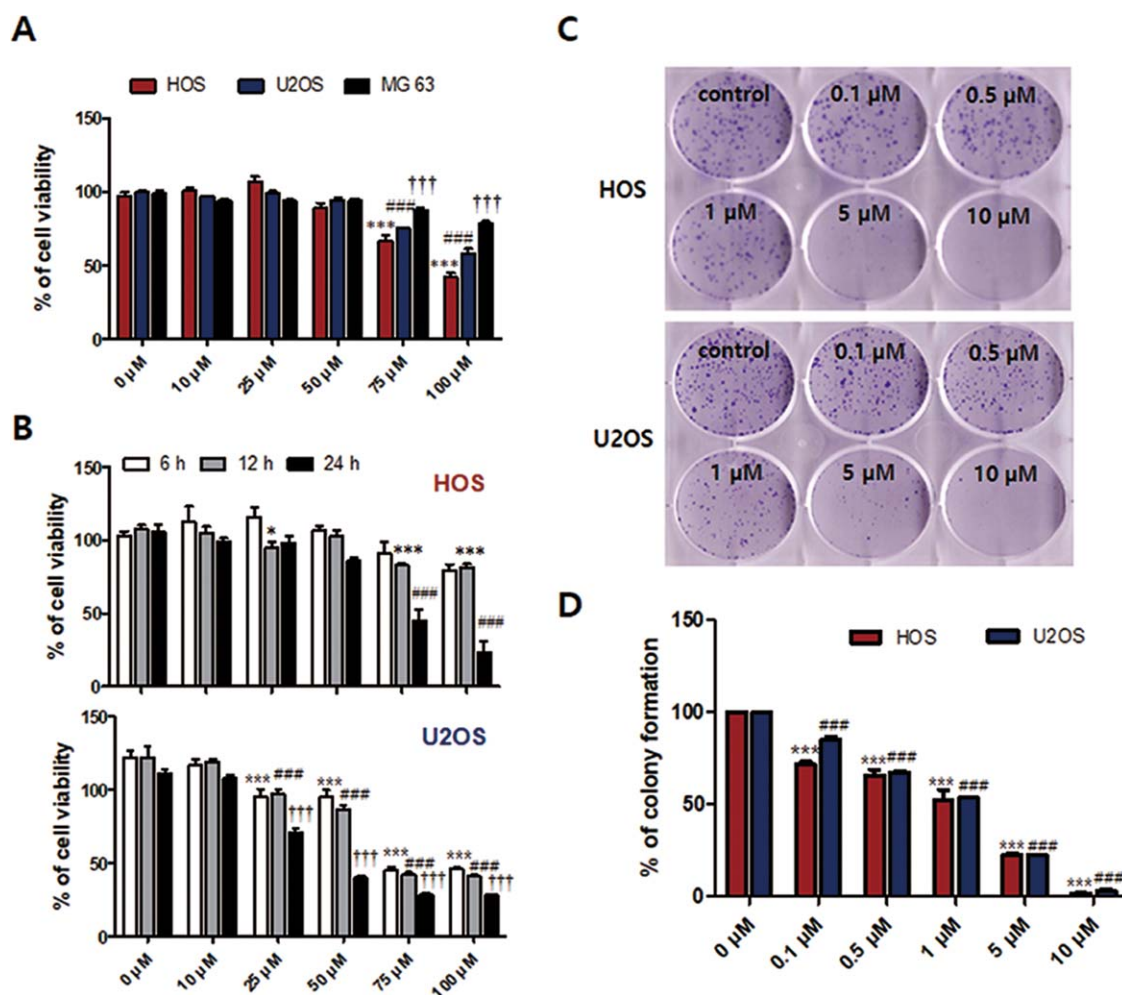 A
HOS U2OS MG 63
% of cell viability
150
100
50
0
*** ### †††
*** ### †††
0 µM 10 µM 25 µM 50 µM 75 µM 100 µM
B
6 h 12 h 24 h
HOS
% of cell viability
150
100
50
0
*
*** ###
*** ###
U2OS
% of cell viability
150
100
50
0
*** ### †††
*** ### †††
*** ### †††
*** ### †††
0 µM 10 µM 25 µM 50 µM 75 µM 100 µM
C
HOS
control 0.1 µM 0.5 µM
1 µM 5 µM 10 µM
U2OS
control 0.1 µM 0.5 µM
1 µM 5 µM 10 µM
D
HOS U2OS
% of colony formation
150
100
50
0
*** ###
*** ###
*** ###
*** ###
*** ###
0 µM 0.1 µM 0.5 µM 1 µM 5 µM 10 µM